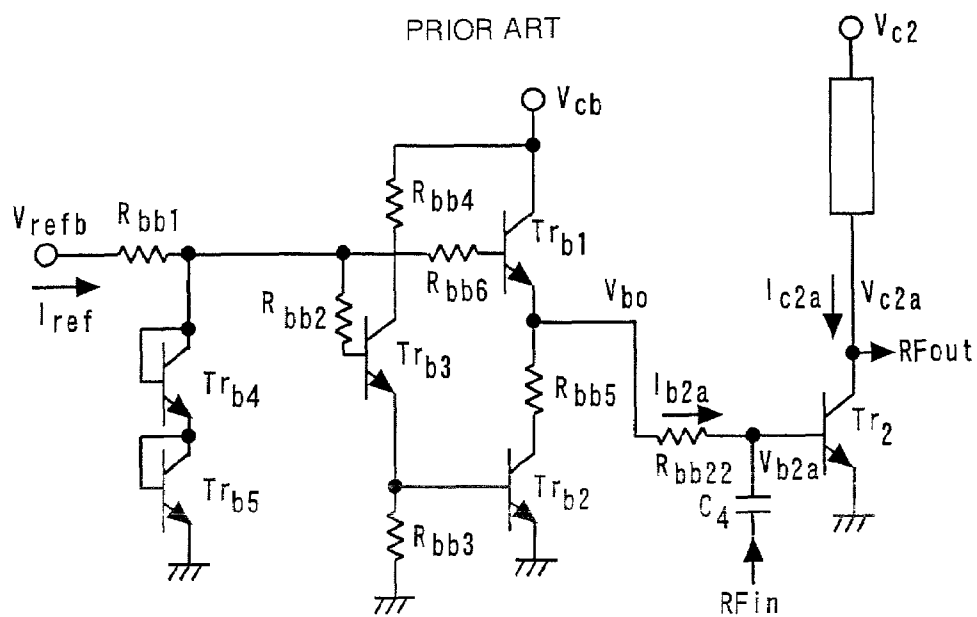 PRIOR ART
Vc2
Vcb
Rbb4
Vrefb
Rbb1
Trb1
Rbb6
Vbo
Ic2a
Vc2a
Iref
Rbb2
Trb3
RFout
Trb4
Rbb5
Ib2a
Tr2
Rbb22
Vb2a
Trb5
Trb2
C4
Rbb3
RFin